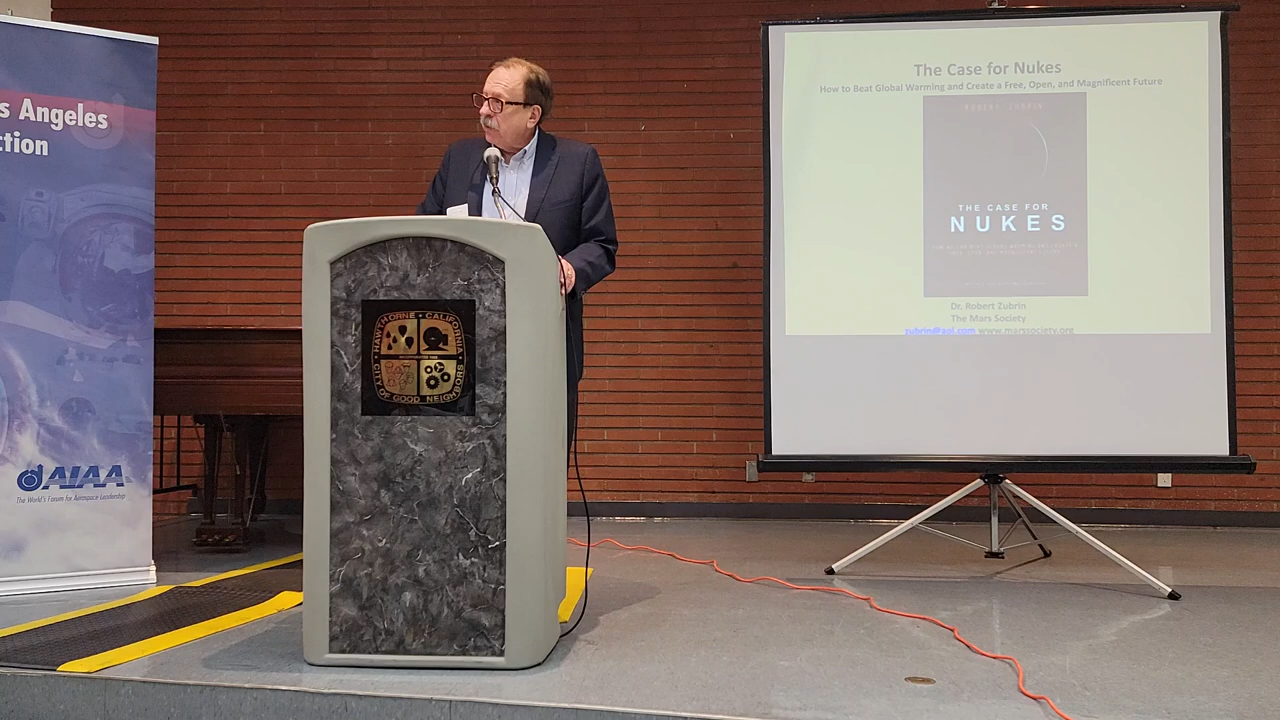 s Angeles
ction
AIAA
The World's Forum for Aerospace Leadership
HAWTHORNE • CALIFORNIA
CITY OF GOOD NEIGHBORS
The Case for Nukes
How to Beat Global Warming and Create a Free, Open, and Magnificent Future
ROBERT ZUBRIN
THE CASE FOR
NUKES
Dr. Robert Zubrin
The Mars Society
zubrin@aol.com www.marssociety.org